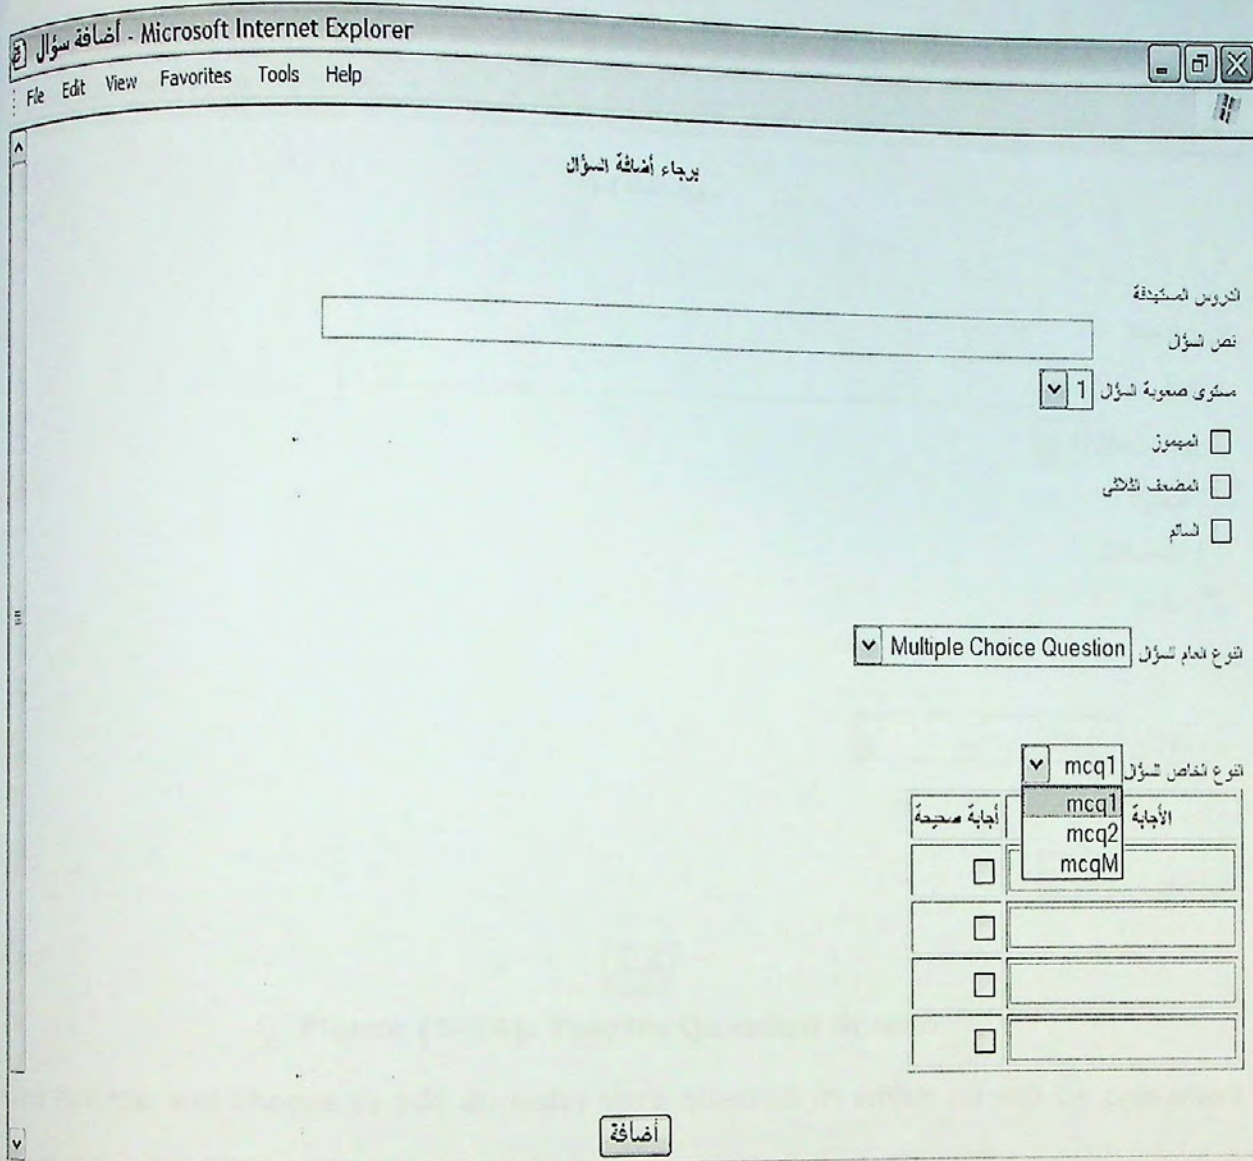 أضافة سؤال - Microsoft Internet Explorer
File Edit View Favorites Tools Help
برجاء أضافة السؤال
الدروس المستهدفة
نص السؤال
مستوى صعوبة السؤال 1
المهموز
المضعف الثلاثى
السالم
النوع العام للسؤال Multiple Choice Question
النوع الخاص للسؤال mcq1
mcq1
mcq2
mcqM
الأجابة أجابة صحيحة
أضافة